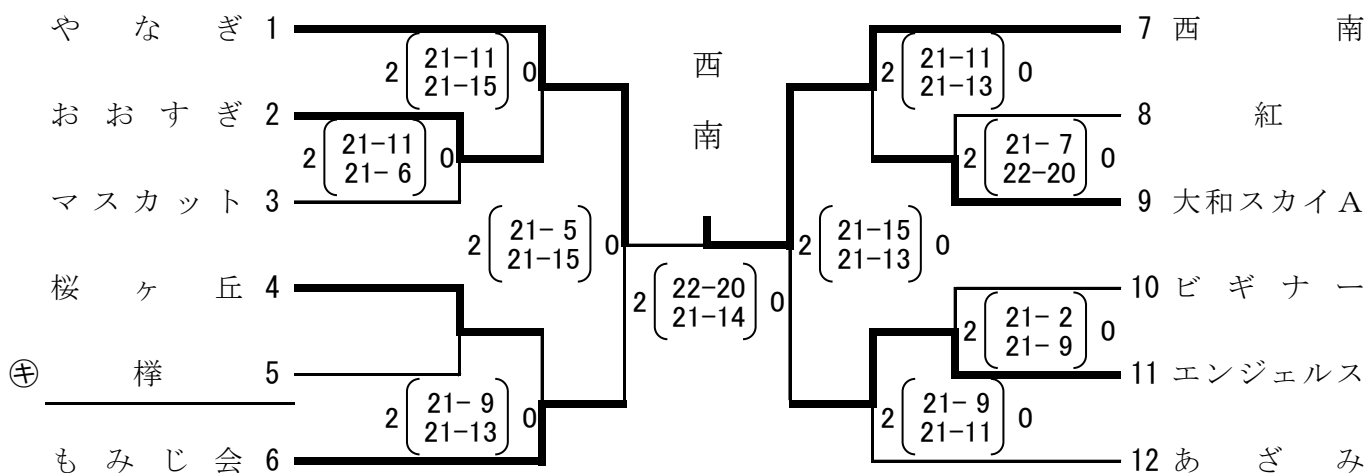 やなぎ 1
2 21-11 0
21-15
おおすぎ 2
2 21-11 0
21- 6
マスカット 3
2 21- 5 0
21-15
桜ヶ丘 4
㋖ 樺 5
2 21- 9 0
21-13
もみじ会 6
西南
2 22-20 0
21-14
7 西南
2 21-11 0
21-13
8 紅
2 21- 7 0
22-20
9 大和スカイA
2 21-15 0
21-13
10 ビギナー
2 21- 2 0
21- 9
11 エンジェルス
2 21- 9 0
21-11
12 あざみ